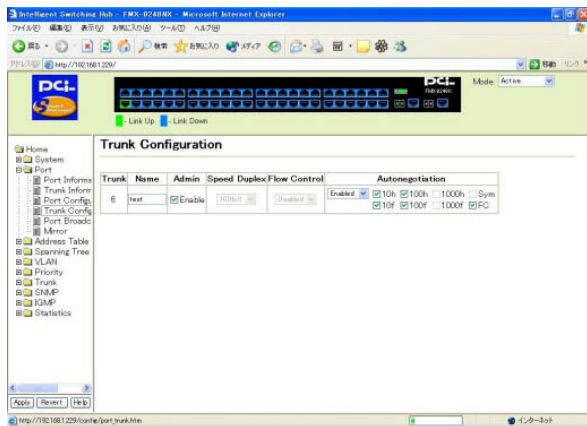 Intelligent Switching Hub - FMX-0248NX - Microsoft Internet Explorer
ファイル(F) 編集(E) 表示(V) お気に入り(A) ツール(T) ヘルプ(H)
戻る 検索 お気に入り メディア
アドレス(D) http://192.168.1.229/ 移動 リンク
PCi
PCi
Mode: Active
- Link Up - Link Down
Home
System
Port
Port Informa
Trunk Inform
Port Config
Trunk Config
Port Broadc
Mirror
Address Table
Spanning Tree
VLAN
Priority
Trunk
SNMP
IGMP
Statistics
Apply Revert Help
Trunk Configuration
Trunk Name Admin Speed Duplex Flow Control Autonegotiation
6 test Enable 100full Disabled Enabled 10h 100h 1000h Sym
10f 100f 1000f FC
http://192.168.1.229/config/port_trunk.htm
インターネット